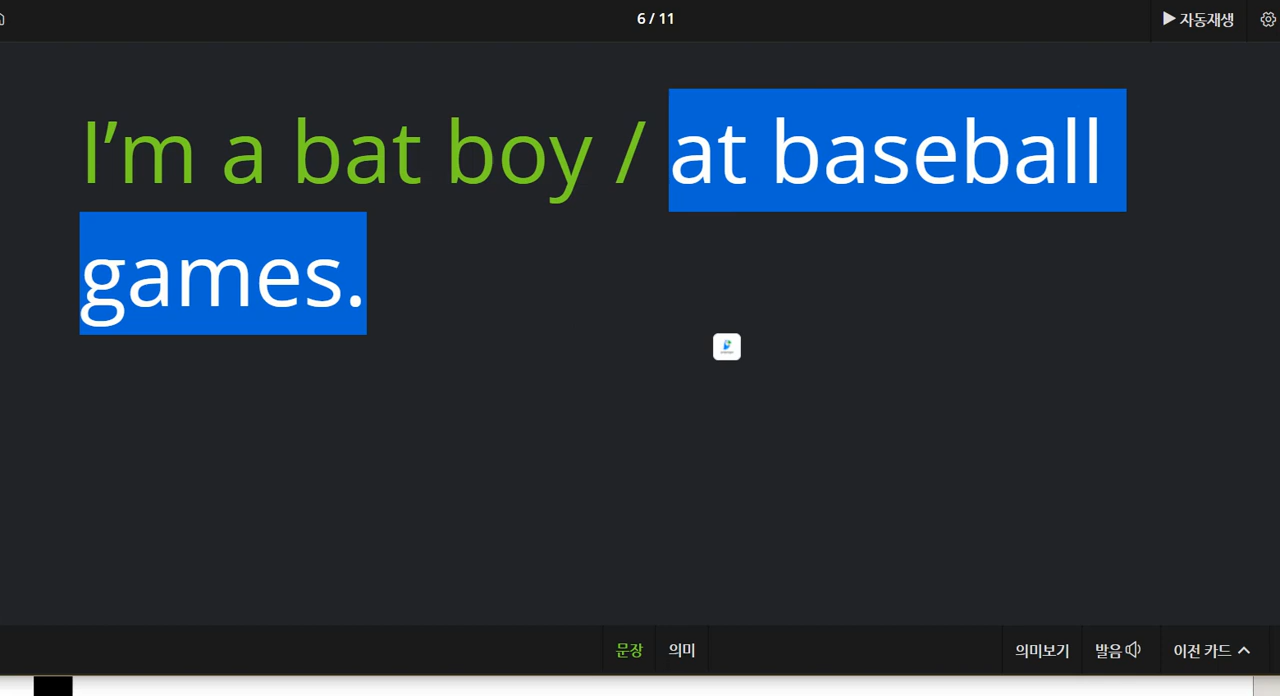 6 / 11
▶ 자동재생
I’m a bat boy / at baseball
games.
문장
의미
의미보기
발음
이전 카드